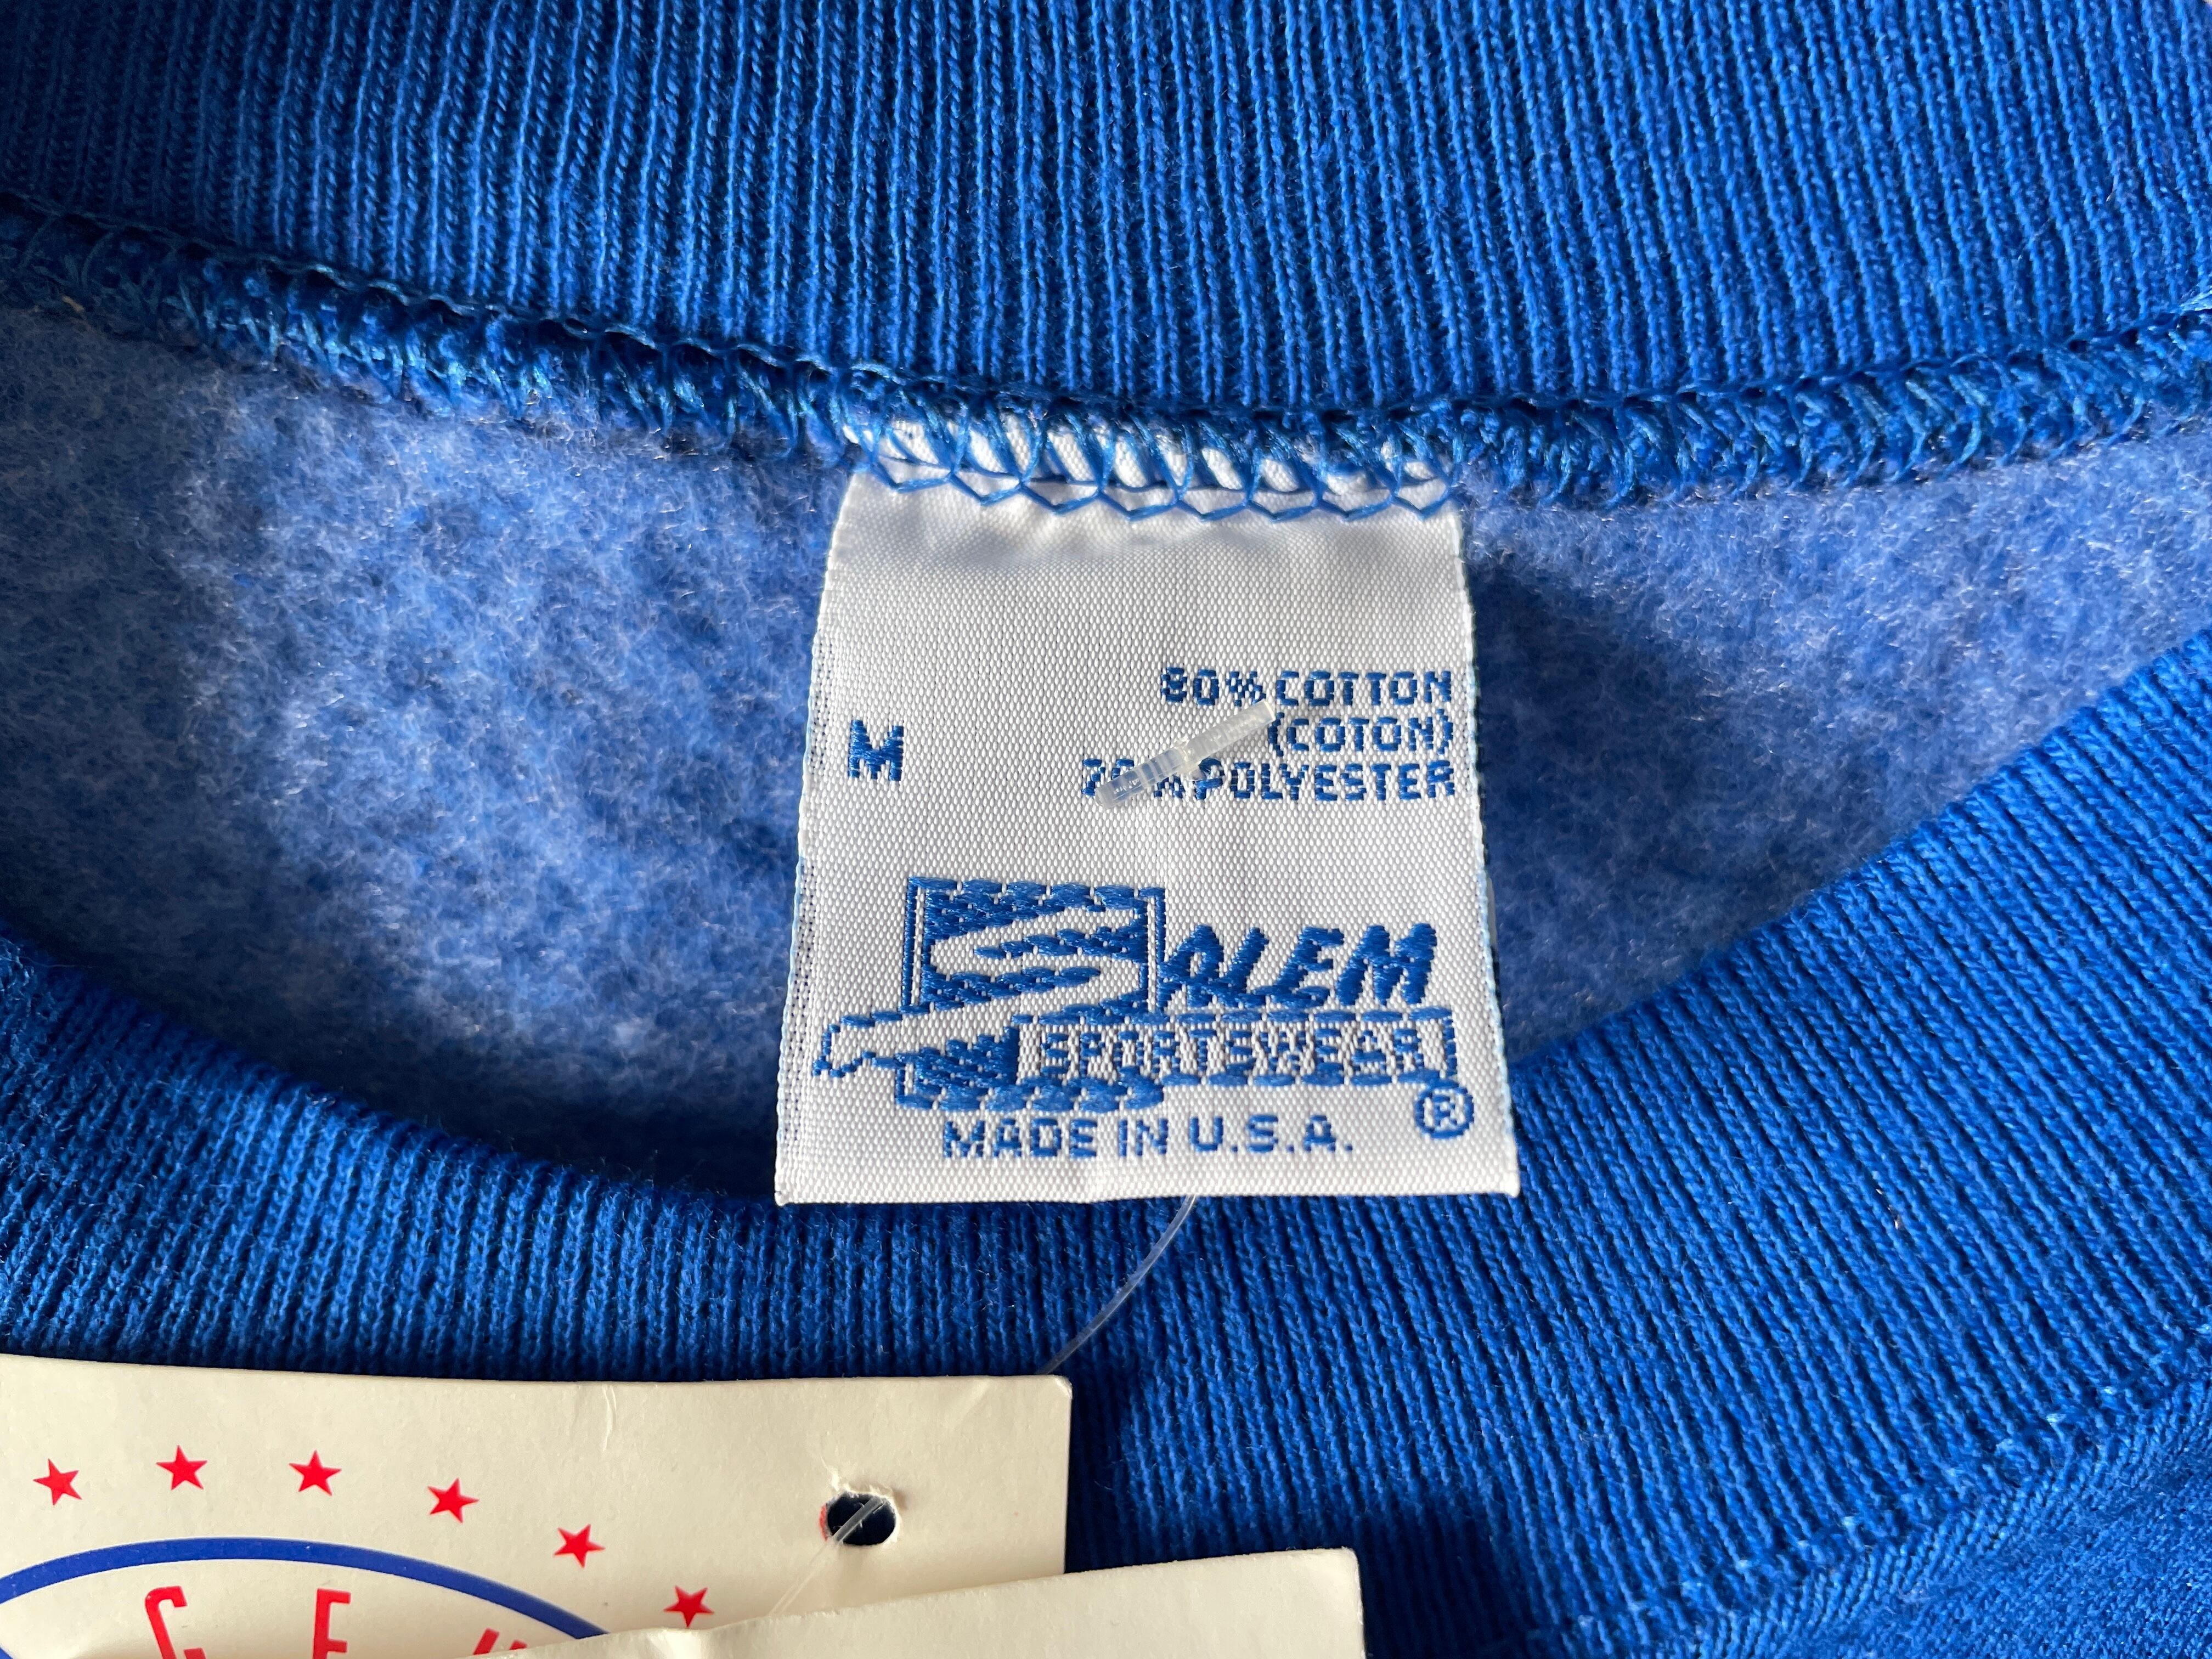 80% COTTON
(COTON)
M
POLYESTER
SALEM
SPORTSWEAR
®
MADE IN U.S.A.